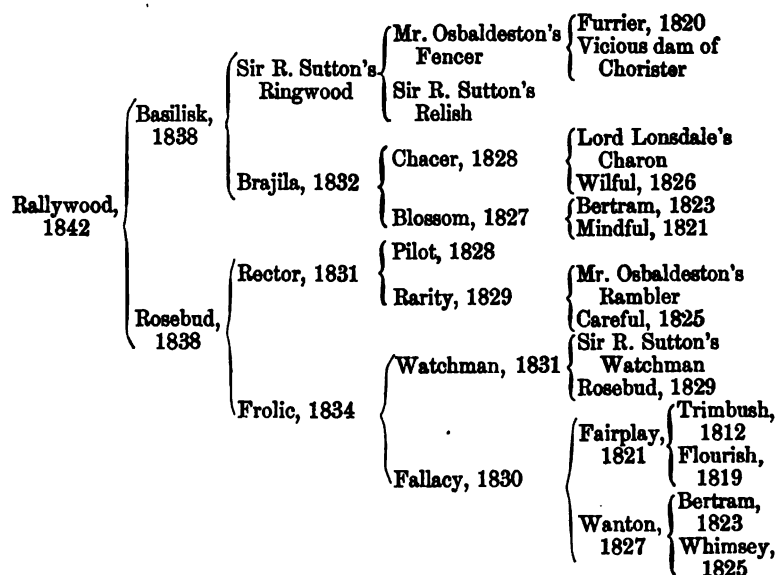 Rallywood,
1842
Basilisk,
1838
Rosebud,
1838
Sir R. Sutton's
Ringwood
Brajila, 1832
Rector, 1831
Frolic, 1834
Mr. Osbaldeston's
Fencer
Sir R. Sutton's
Relish
Chacer, 1828
Blossom, 1827
Pilot, 1828
Rarity, 1829
Watchman, 1831
Fallacy, 1830
Furrier, 1820
Vicious dam of
Chorister
Lord Lonsdale's
Charon
Wilful, 1826
Bertram, 1823
Mindful, 1821
Mr. Osbaldeston's
Rambler
Careful, 1825
Sir R. Sutton's
Watchman
Rosebud, 1829
Fairplay,
1821
Wanton,
1827
Trimbush,
1812
Flourish,
1819
Bertram,
1823
Whimsey,
1825